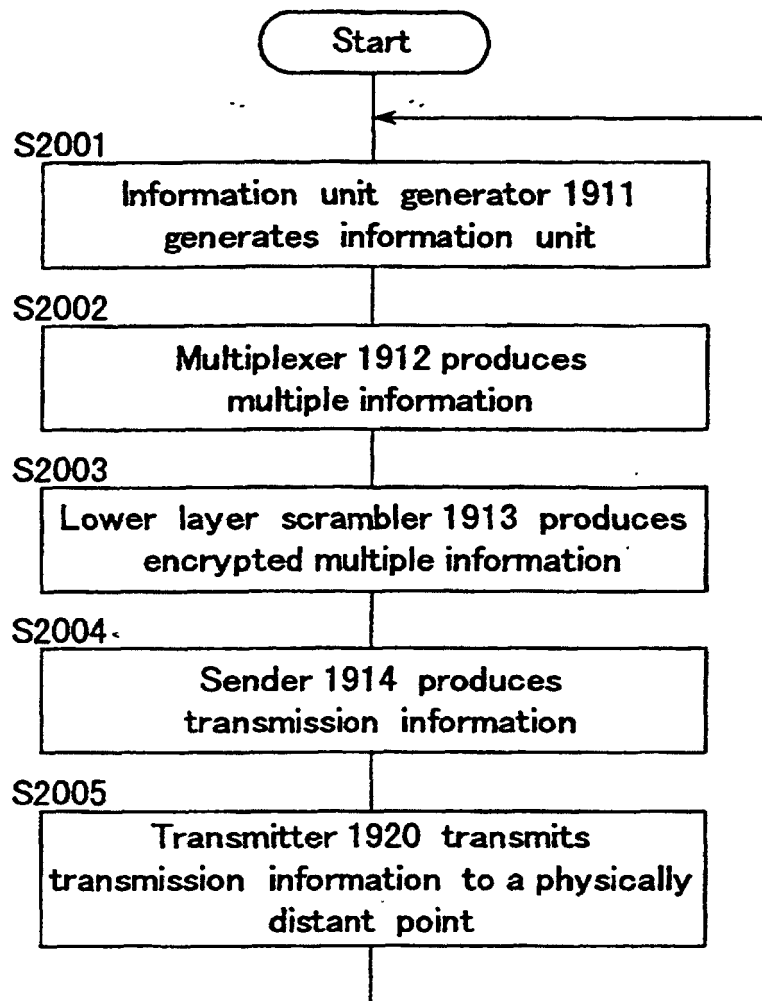 Start
S2001
Information unit generator 1911
generates information unit
S2002
Multiplexer 1912 produces
multiple information
S2003
Lower layer scrambler 1913 produces
encrypted multiple information
S2004
Sender 1914 produces
transmission information
S2005
Transmitter 1920 transmits
transmission information to a physically
distant point